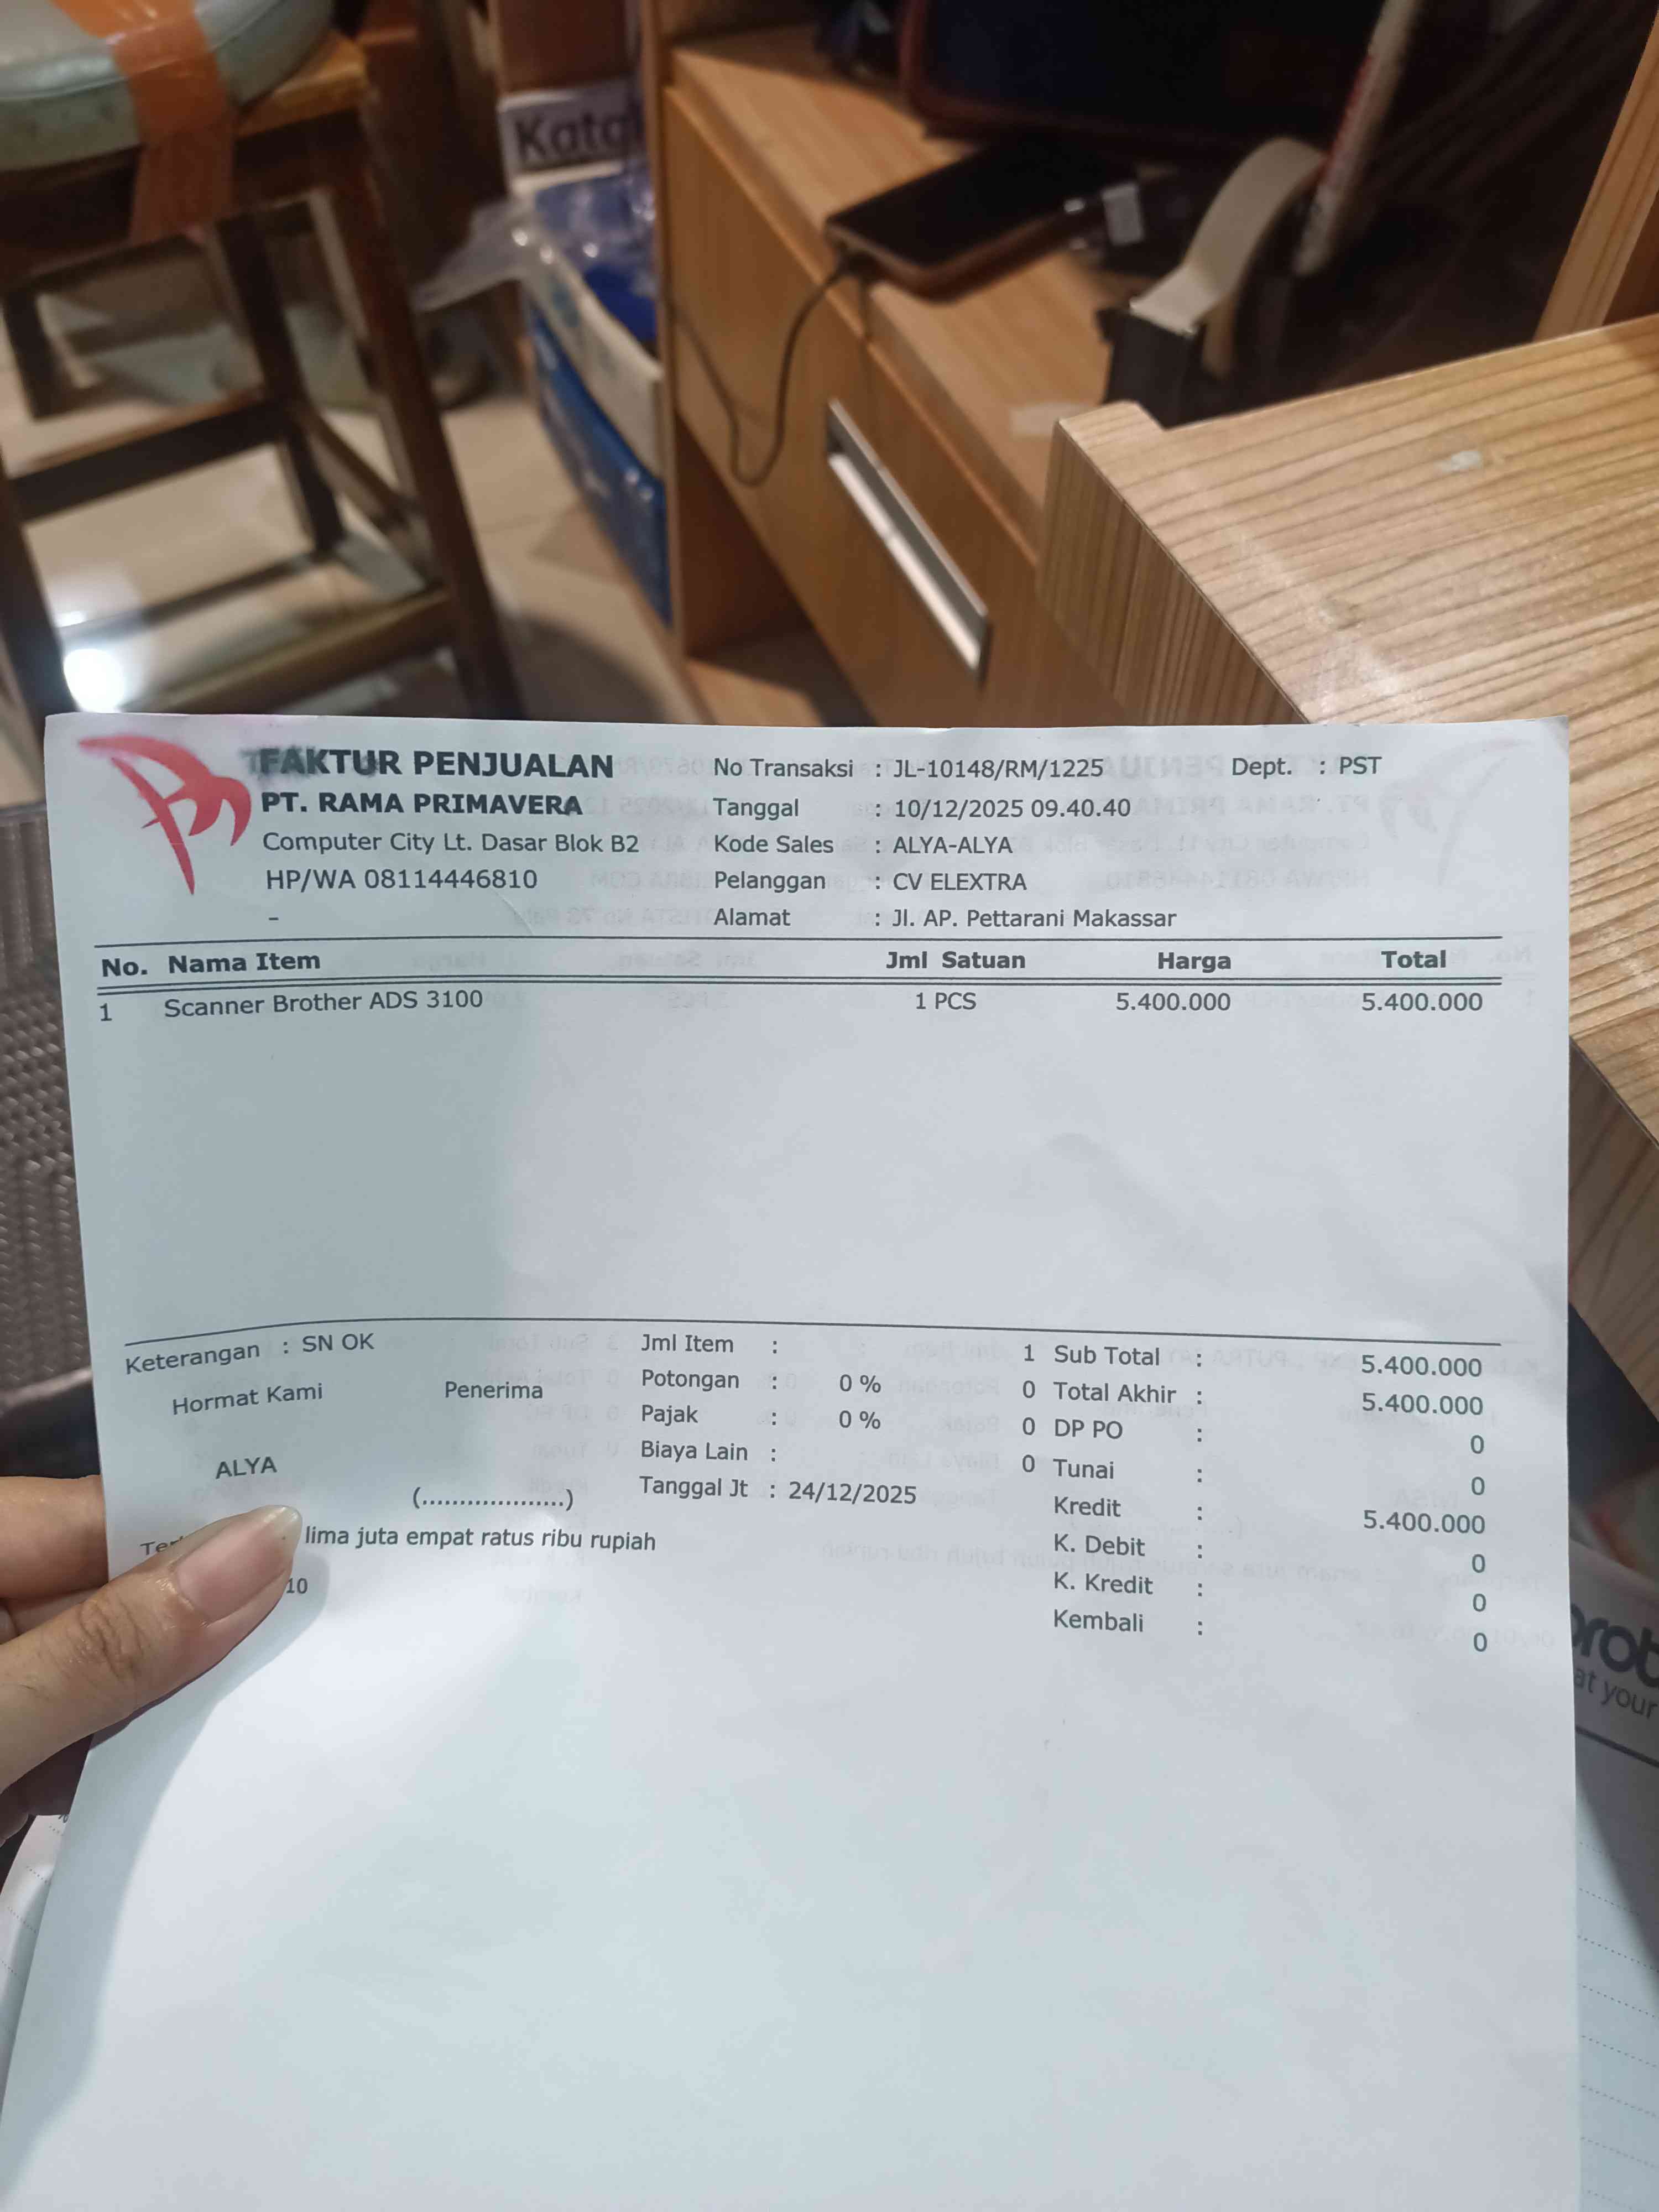 FAKTUR PENJUALAN
PT. RAMA PRIMAVERA
Computer City Lt. Dasar Blok B2
HP/WA 08114446810
-
No Transaksi : JL-10148/RM/1225
Dept. : PST
Tanggal : 10/12/2025 09.40.40
Kode Sales : ALYA-ALYA
Pelanggan : CV ELEXTRA
Alamat : Jl. AP. Pettarani Makassar
No. Nama Item Jml Satuan Harga Total
1 Scanner Brother ADS 3100 1 PCS 5.400.000 5.400.000
Keterangan : SN OK
Hormat Kami Penerima
ALYA
(...................)
Jml Item : 1
Potongan : 0 % 0
Pajak : 0 % 0
Biaya Lain : 0
Tanggal Jt : 24/12/2025
Sub Total : 5.400.000
Total Akhir : 5.400.000
DP PO : 0
Tunai : 0
Kredit : 5.400.000
K. Debit : 0
K. Kredit : 0
Kembali : 0
lima juta empat ratus ribu rupiah
10
at your